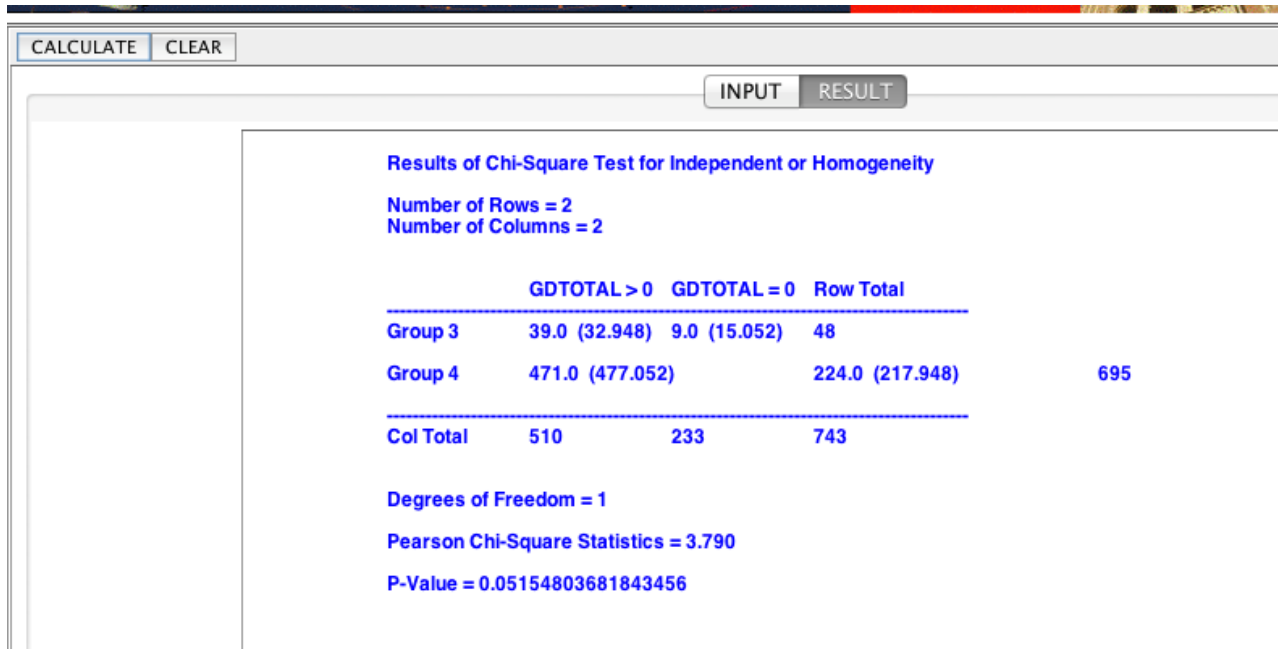 CALCULATE CLEAR
INPUT RESULT
Results of Chi-Square Test for Independent or Homogeneity
Number of Rows = 2
Number of Columns = 2
GDTOTAL > 0 GDTOTAL = 0 Row Total
Group 3 39.0 (32.948) 9.0 (15.052) 48
Group 4 471.0 (477.052) 224.0 (217.948) 695
Col Total 510 233 743
Degrees of Freedom = 1
Pearson Chi-Square Statistics = 3.790
P-Value = 0.05154803681843456